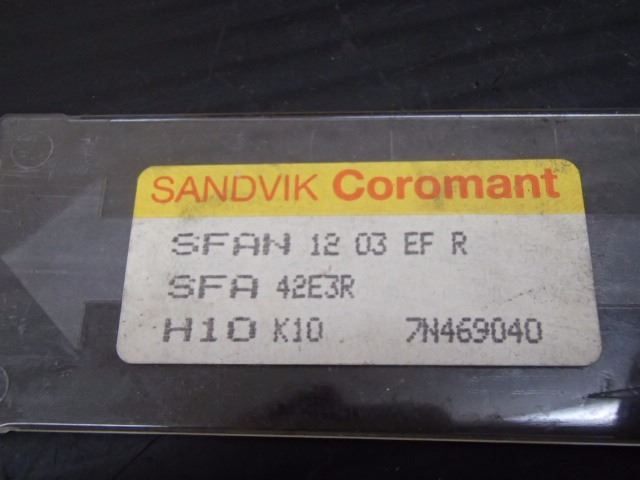 SANDVIK Coromant
SFAN 12 03 EF R
SFA 42E3R
H10 K10 7N469040